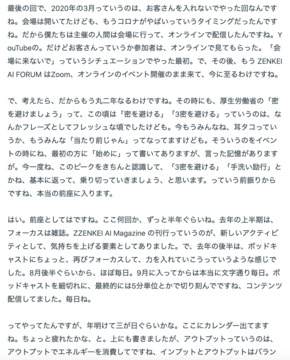 最後の回で、2020年の3月っていうのは、お客さんを入れないでやった回なんです
ね。会場は開いてたけども、もうコロナがやばいっていうタイミングだったんです
ね。だから僕たちは主催の人間は会場に行って、オンラインで配信したんですね。Y
ouTubeの。だけどお客さんっていうか参加者は、オンラインで見てもらった。「会
場に来ないで」っていうシチュエーションでやった最初。で、その後、もう ZENKEI
AI FORUM はZoom、オンラインのイベント開催のまま来て、今に至るわけですね。
で、考えたら、だからもう丸二年なるわけですね。その時にも、厚生労働省の「密
を避けましょう」って、この頃は「密を避ける」、「3密を避ける」っていうのは、な
んかフレーズとしてフレッシュな頃でしたけども。今もうみんなね、耳タコってい
うか、もうみんな「当たり前じゃん」ってなってますけども。そういうのをイベン
トの時にね、最初の方に「始めに」って書いてありますが、言った記憶があります
が。今一度ね、このピークをきちんと認識して、「3密を避ける」「手洗い励行」と
かね、基本に返って、乗り切っていきましょう、と思います。っていう前振りから
ですね、本当の前座に入ります。
はい。前座としてはですね。ここ何回か、ずっと半年ぐらいね。去年の上半期は、
フォーカスは雑誌。ZZENKEI AI Magazine の刊行っていうのが、新しいアクティビ
ティとして、気持ちを上げる要素としてありました。で、去年の後半は、ポッドキ
ャストにちょっと、再びフォーカスして、力を入れていこうっていうような感じで
した。8月後半ぐらいから、ほぼ毎日。9月に入ってからは本当に文字通り毎日。ポ
ッドキャストを細切れに、最終的には5分単位とかで切り刻んでですね、コンテンツ
配信してました。毎日ね。
ってやってたんですが、年明けて三が日ぐらいかな。ここにカレンダー出てます
ね。ちょっと疲れたかな、と。上にも書きましたが、アウトプットっていうのは、
アウトプットでエネルギーを消費してですね、インプットとアウトプットはバラン